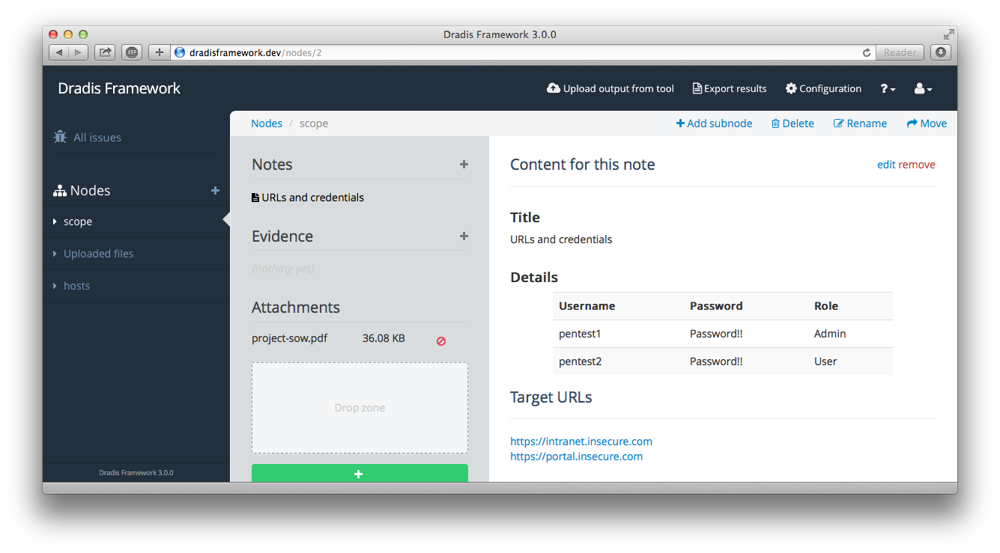 Dradis Framework 3.0.0
ABP
dradisframework.dev/nodes/2
Reader
Dradis Framework
Upload output from tool
Export results
Configuration
?
All issues
Nodes / scope
Add subnode
Delete
Rename
Move
Nodes
scope
Uploaded files
hosts
Dradis Framework 3.0.0
Notes
URLs and credentials
Evidence
(nothing yet)
Attachments
project-sow.pdf 36.08 KB
Drop zone
Content for this note
edit remove
Title
URLs and credentials
Details
Username Password Role
pentest1 Password!! Admin
pentest2 Password!! User
Target URLs
https://intranet.insecure.com
https://portal.insecure.com